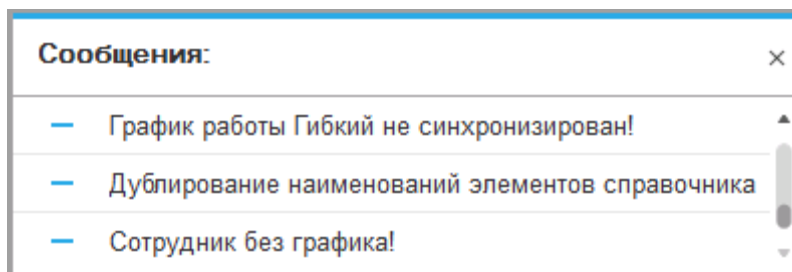 Сообщения:
График работы Гибкий не синхронизирован!
Дублирование наименований элементов справочника
Сотрудник без графика!